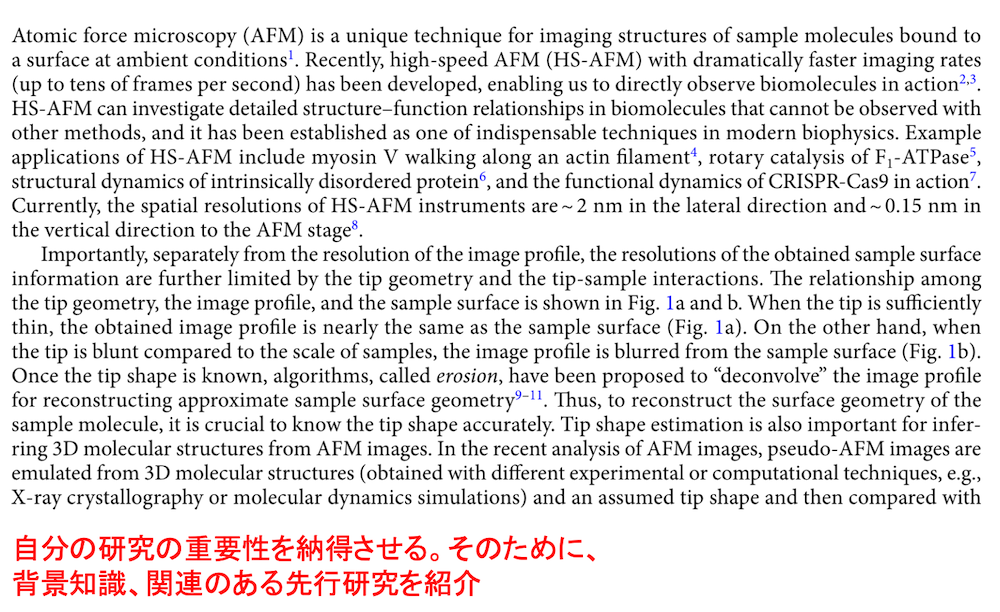 Atomic force microscopy (AFM) is a unique technique for imaging structures of sample molecules bound to
a surface at ambient conditions1. Recently, high-speed AFM (HS-AFM) with dramatically faster imaging rates
(up to tens of frames per second) has been developed, enabling us to directly observe biomolecules in action2,3.
HS-AFM can investigate detailed structure–function relationships in biomolecules that cannot be observed with
other methods, and it has been established as one of indispensable techniques in modern biophysics. Example
applications of HS-AFM include myosin V walking along an actin filament4, rotary catalysis of F1-ATPase5,
structural dynamics of intrinsically disordered protein6, and the functional dynamics of CRISPR-Cas9 in action7.
Currently, the spatial resolutions of HS-AFM instruments are ~ 2 nm in the lateral direction and ~ 0.15 nm in
the vertical direction to the AFM stage8.
Importantly, separately from the resolution of the image profile, the resolutions of the obtained sample surface
information are further limited by the tip geometry and the tip-sample interactions. The relationship among
the tip geometry, the image profile, and the sample surface is shown in Fig. 1a and b. When the tip is sufficiently
thin, the obtained image profile is nearly the same as the sample surface (Fig. 1a). On the other hand, when
the tip is blunt compared to the scale of samples, the image profile is blurred from the sample surface (Fig. 1b).
Once the tip shape is known, algorithms, called erosion, have been proposed to “deconvolve” the image profile
for reconstructing approximate sample surface geometry9–11. Thus, to reconstruct the surface geometry of the
sample molecule, it is crucial to know the tip shape accurately. Tip shape estimation is also important for infer-
ring 3D molecular structures from AFM images. In the recent analysis of AFM images, pseudo-AFM images are
emulated from 3D molecular structures (obtained with different experimental or computational techniques, e.g.,
X-ray crystallography or molecular dynamics simulations) and an assumed tip shape and then compared with
自分の研究の重要性を納得させる。そのために、
背景知識、関連のある先行研究を紹介